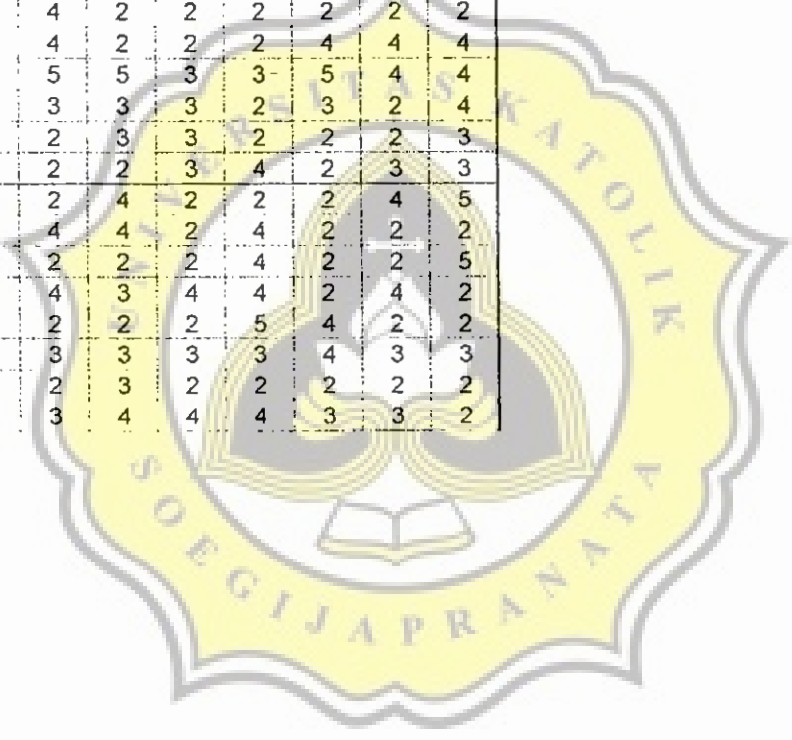 4 2 2 2 2 2 2
4 2 2 2 4 4 4
5 5 3 3 5 4 4
3 3 3 2 3 2 4
2 3 3 2 2 2 3
2 2 3 4 2 3 3
2 4 2 2 2 4 5
4 4 2 4 2 2 2
2 2 2 4 2 2 5
4 3 4 4 2 4 2
2 2 2 5 4 2 2
3 3 3 3 4 3 3
2 3 2 2 2 2 2
3 4 4 4 3 3 2
UNIVERSITAS KATOLIK
SOEGIJAPRANATA